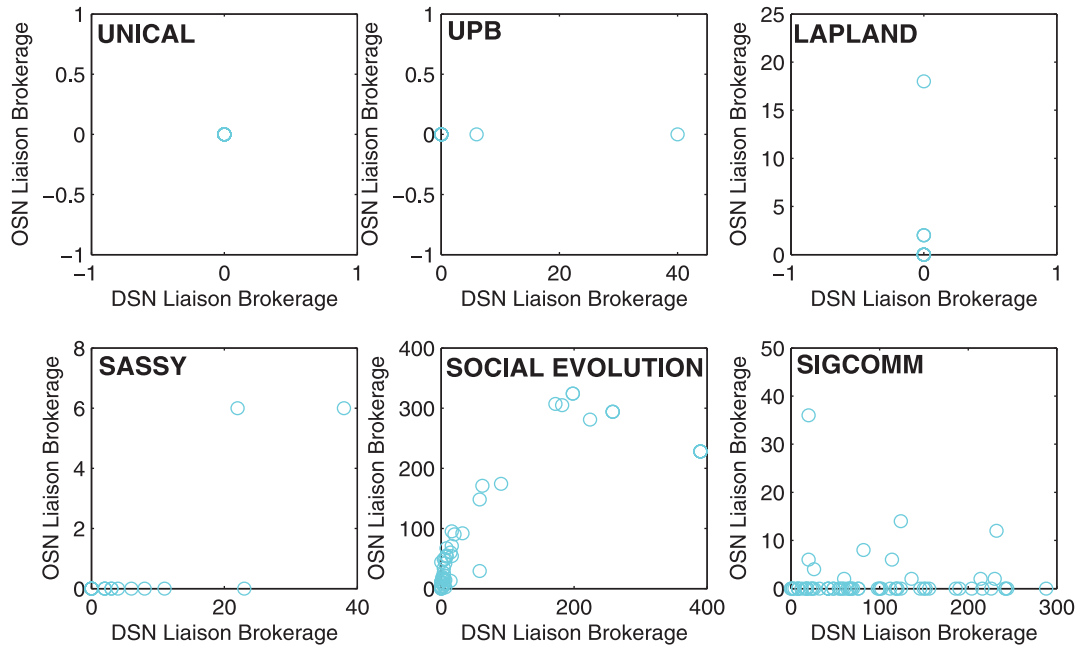 UNICAL
OSN Liaison Brokerage
1
0.5
0
−0.5
−1
−1 0 1
DSN Liaison Brokerage
UPB
OSN Liaison Brokerage
1
0.5
0
−0.5
−1
0 20 40
DSN Liaison Brokerage
LAPLAND
OSN Liaison Brokerage
25
20
15
10
5
0
−1 0 1
DSN Liaison Brokerage
SASSY
OSN Liaison Brokerage
8
6
4
2
0
0 20 40
DSN Liaison Brokerage
SOCIAL EVOLUTION
OSN Liaison Brokerage
400
300
200
100
0
0 200 400
DSN Liaison Brokerage
SIGCOMM
OSN Liaison Brokerage
50
40
30
20
10
0
0 100 200 300
DSN Liaison Brokerage